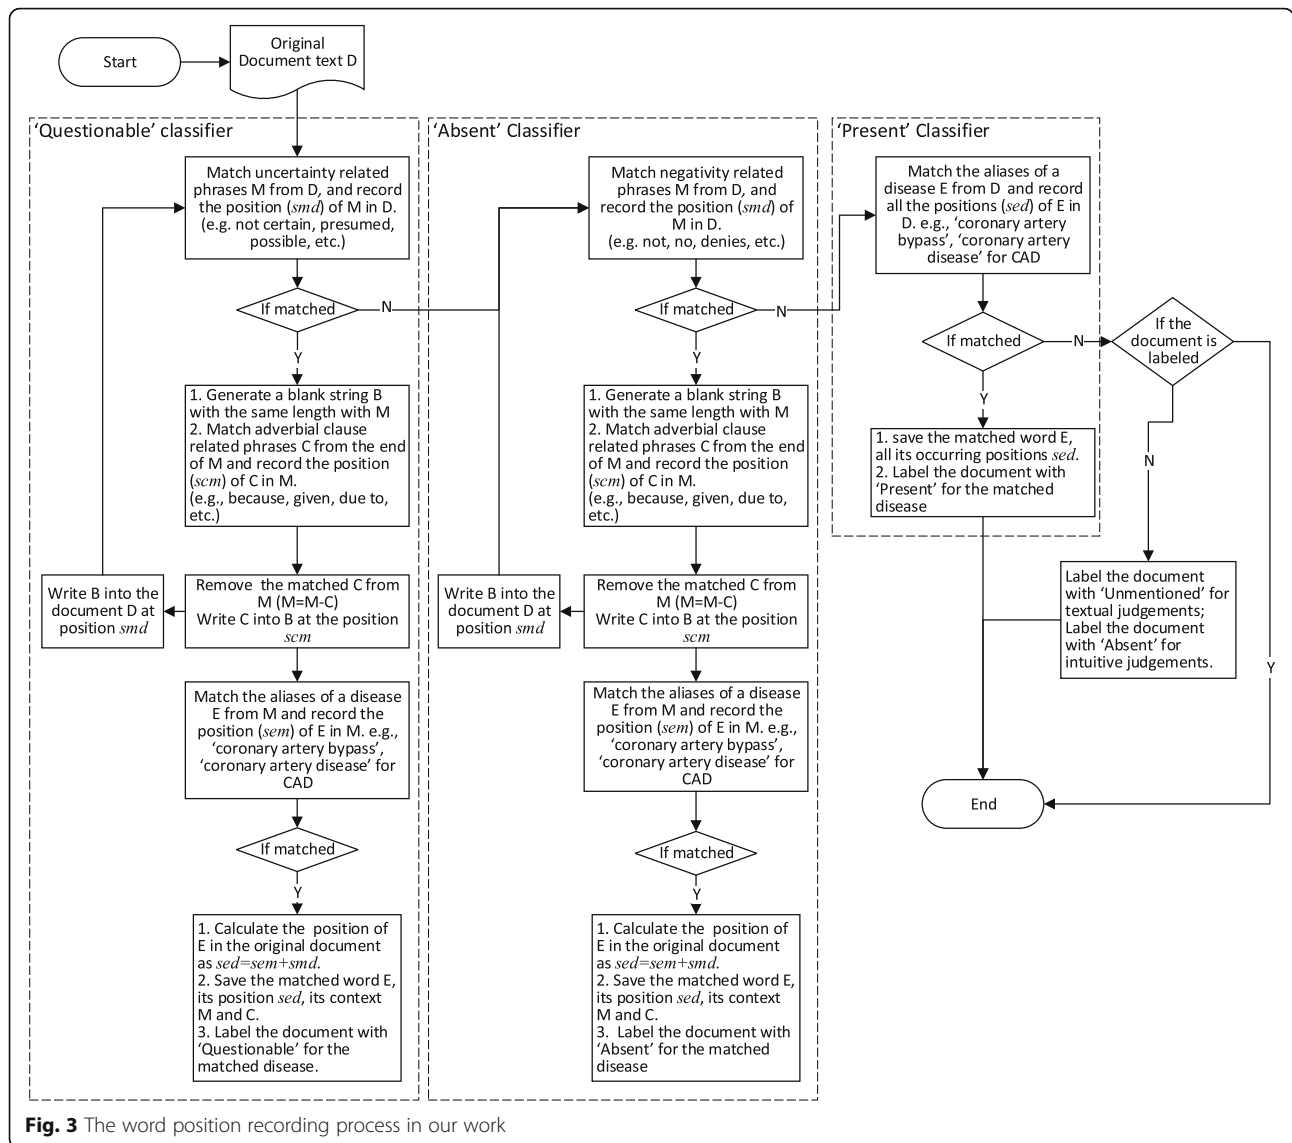 Start
Original
Document text D
‘Questionable’ classifier
Match uncertainty related
phrases M from D, and record
the position (smd) of M in D.
(e.g. not certain, presumed,
possible, etc.)
If matched
N
Y
1. Generate a blank string B
with the same length with M
2. Match adverbial clause
related phrases C from the end
of M and record the position
(scm) of C in M.
(e.g., because, given, due to,
etc.)
Remove the matched C from
M (M=M-C)
Write C into B at the position
scm
Write B into the
document D at
position smd
Match the aliases of a disease
E from M and record the
position (sem) of E in M. e.g.,
‘coronary artery bypass’,
‘coronary artery disease’ for
CAD
If matched
Y
1. Calculate the position of
E in the original document
as sed=sem+smd.
2. Save the matched word E,
its position sed, its context
M and C.
3. Label the document with
‘Questionable’ for the
matched disease.
‘Absent’ Classifier
Match negativity related
phrases M from D, and
record the position (smd) of
M in D.
(e.g. not, no, denies, etc.)
If matched
N
Y
1. Generate a blank string B
with the same length with M
2. Match adverbial clause
related phrases C from the end
of M and record the position
(scm) of C in M.
(e.g., because, given, due to,
etc.)
Remove the matched C from
M (M=M-C)
Write C into B at the position
scm
Write B into the
document D at
position smd
Match the aliases of a disease
E from M and record the
position (sem) of E in M. e.g.,
‘coronary artery bypass’,
‘coronary artery disease’ for
CAD
If matched
Y
1. Calculate the position of
E in the original document
as sed=sem+smd.
2. Save the matched word E,
its position sed, its context
M and C.
3. Label the document with
‘Absent’ for the matched
disease
‘Present’ Classifier
Match the aliases of a
disease E from D and record
all the positions (sed) of E in
D. e.g., ‘coronary artery
bypass’, ‘coronary artery
disease’ for CAD
If matched
N
Y
1. save the matched word E,
all its occurring positions sed.
2. Label the document with
‘Present’ for the matched
disease
If the
document is
labeled
N
Y
Label the document
with ‘Unmentioned’ for
textual judgements;
Label the document
with ‘Absent’ for
intuitive judgements.
End
Fig. 3 The word position recording process in our work